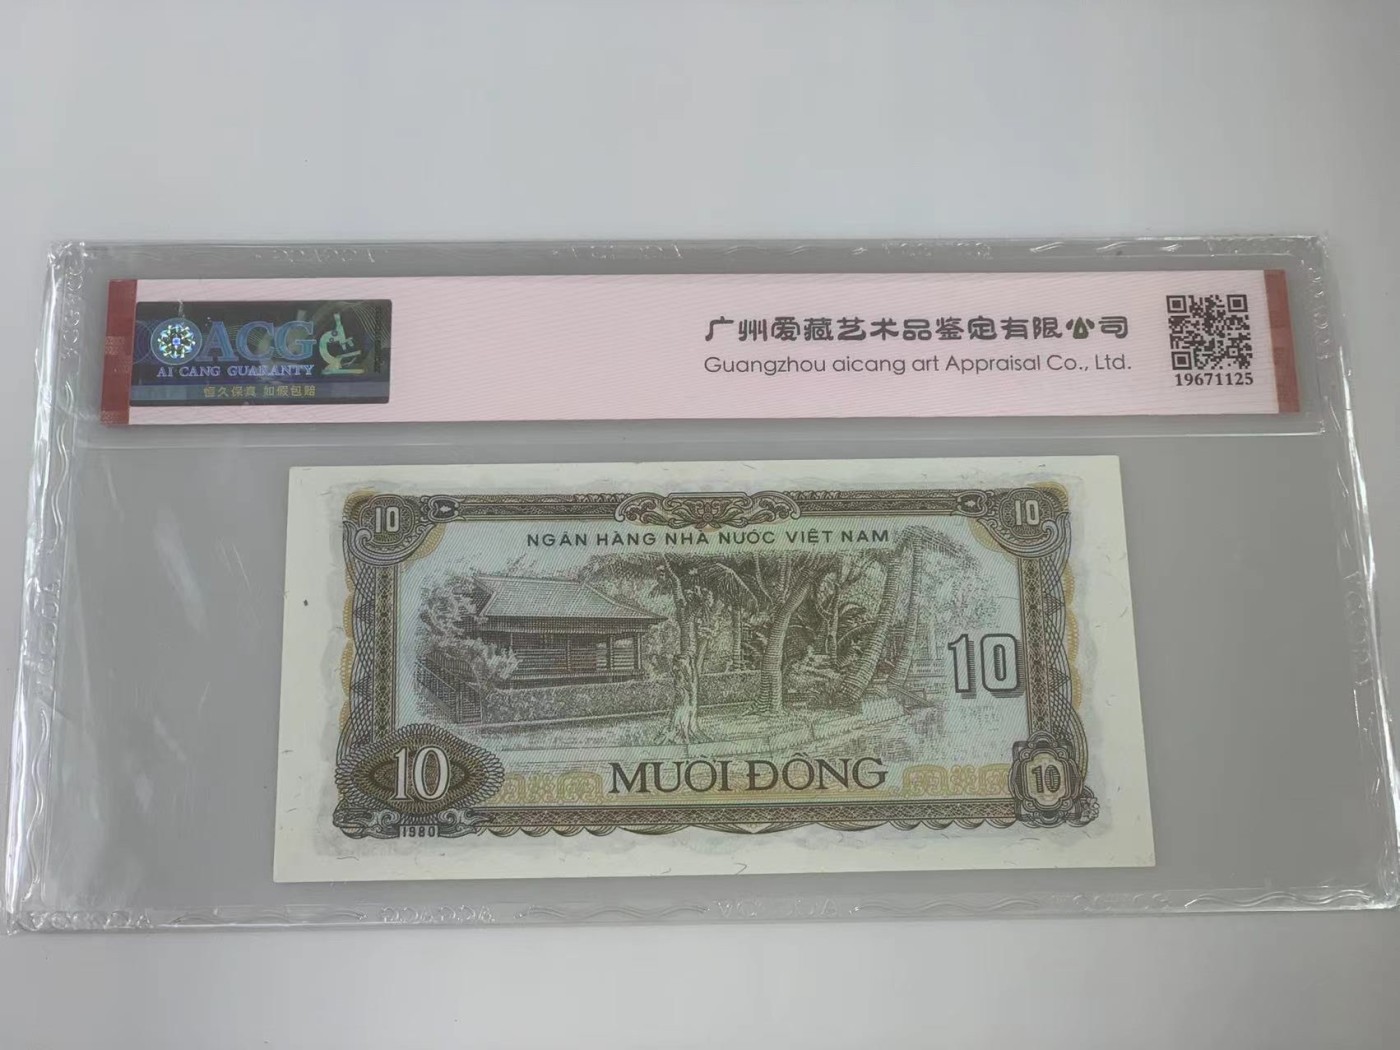 ACG
AI CANG GUARANTY
恒久保真 如假包赔
广州爱藏艺术品鉴定有限公司
Guangzhou aicang art Appraisal Co., Ltd.
19671125
10
10
NGÂN HÀNG NHÀ NƯỚC VIỆT NAM
10
10
MƯỜI ĐỒNG
10
1980